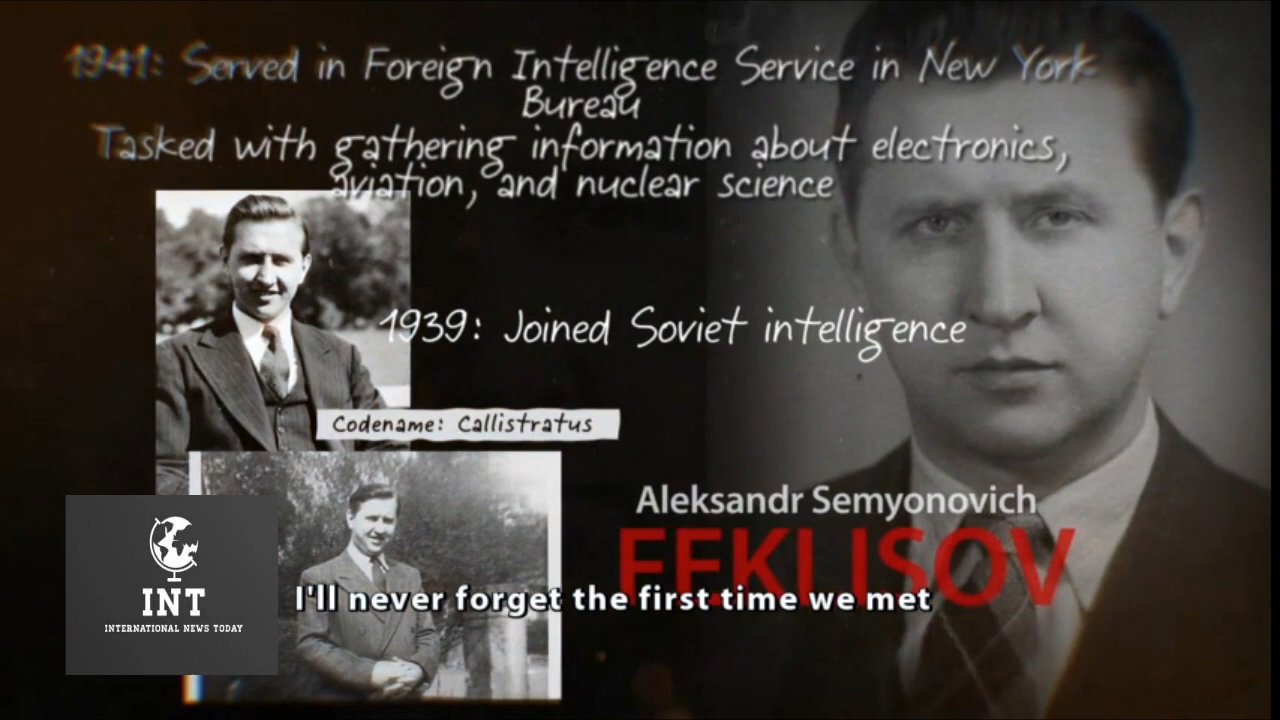 1941: Served in Foreign Intelligence Service in New York
Bureau
Tasked with gathering information about electronics,
aviation, and nuclear science
1939: Joined Soviet intelligence
Codename: Callistratus
Aleksandr Semyonovich
FEKLISOV
I'll never forget the first time we met
INT
INTERNATIONAL NEWS TODAY